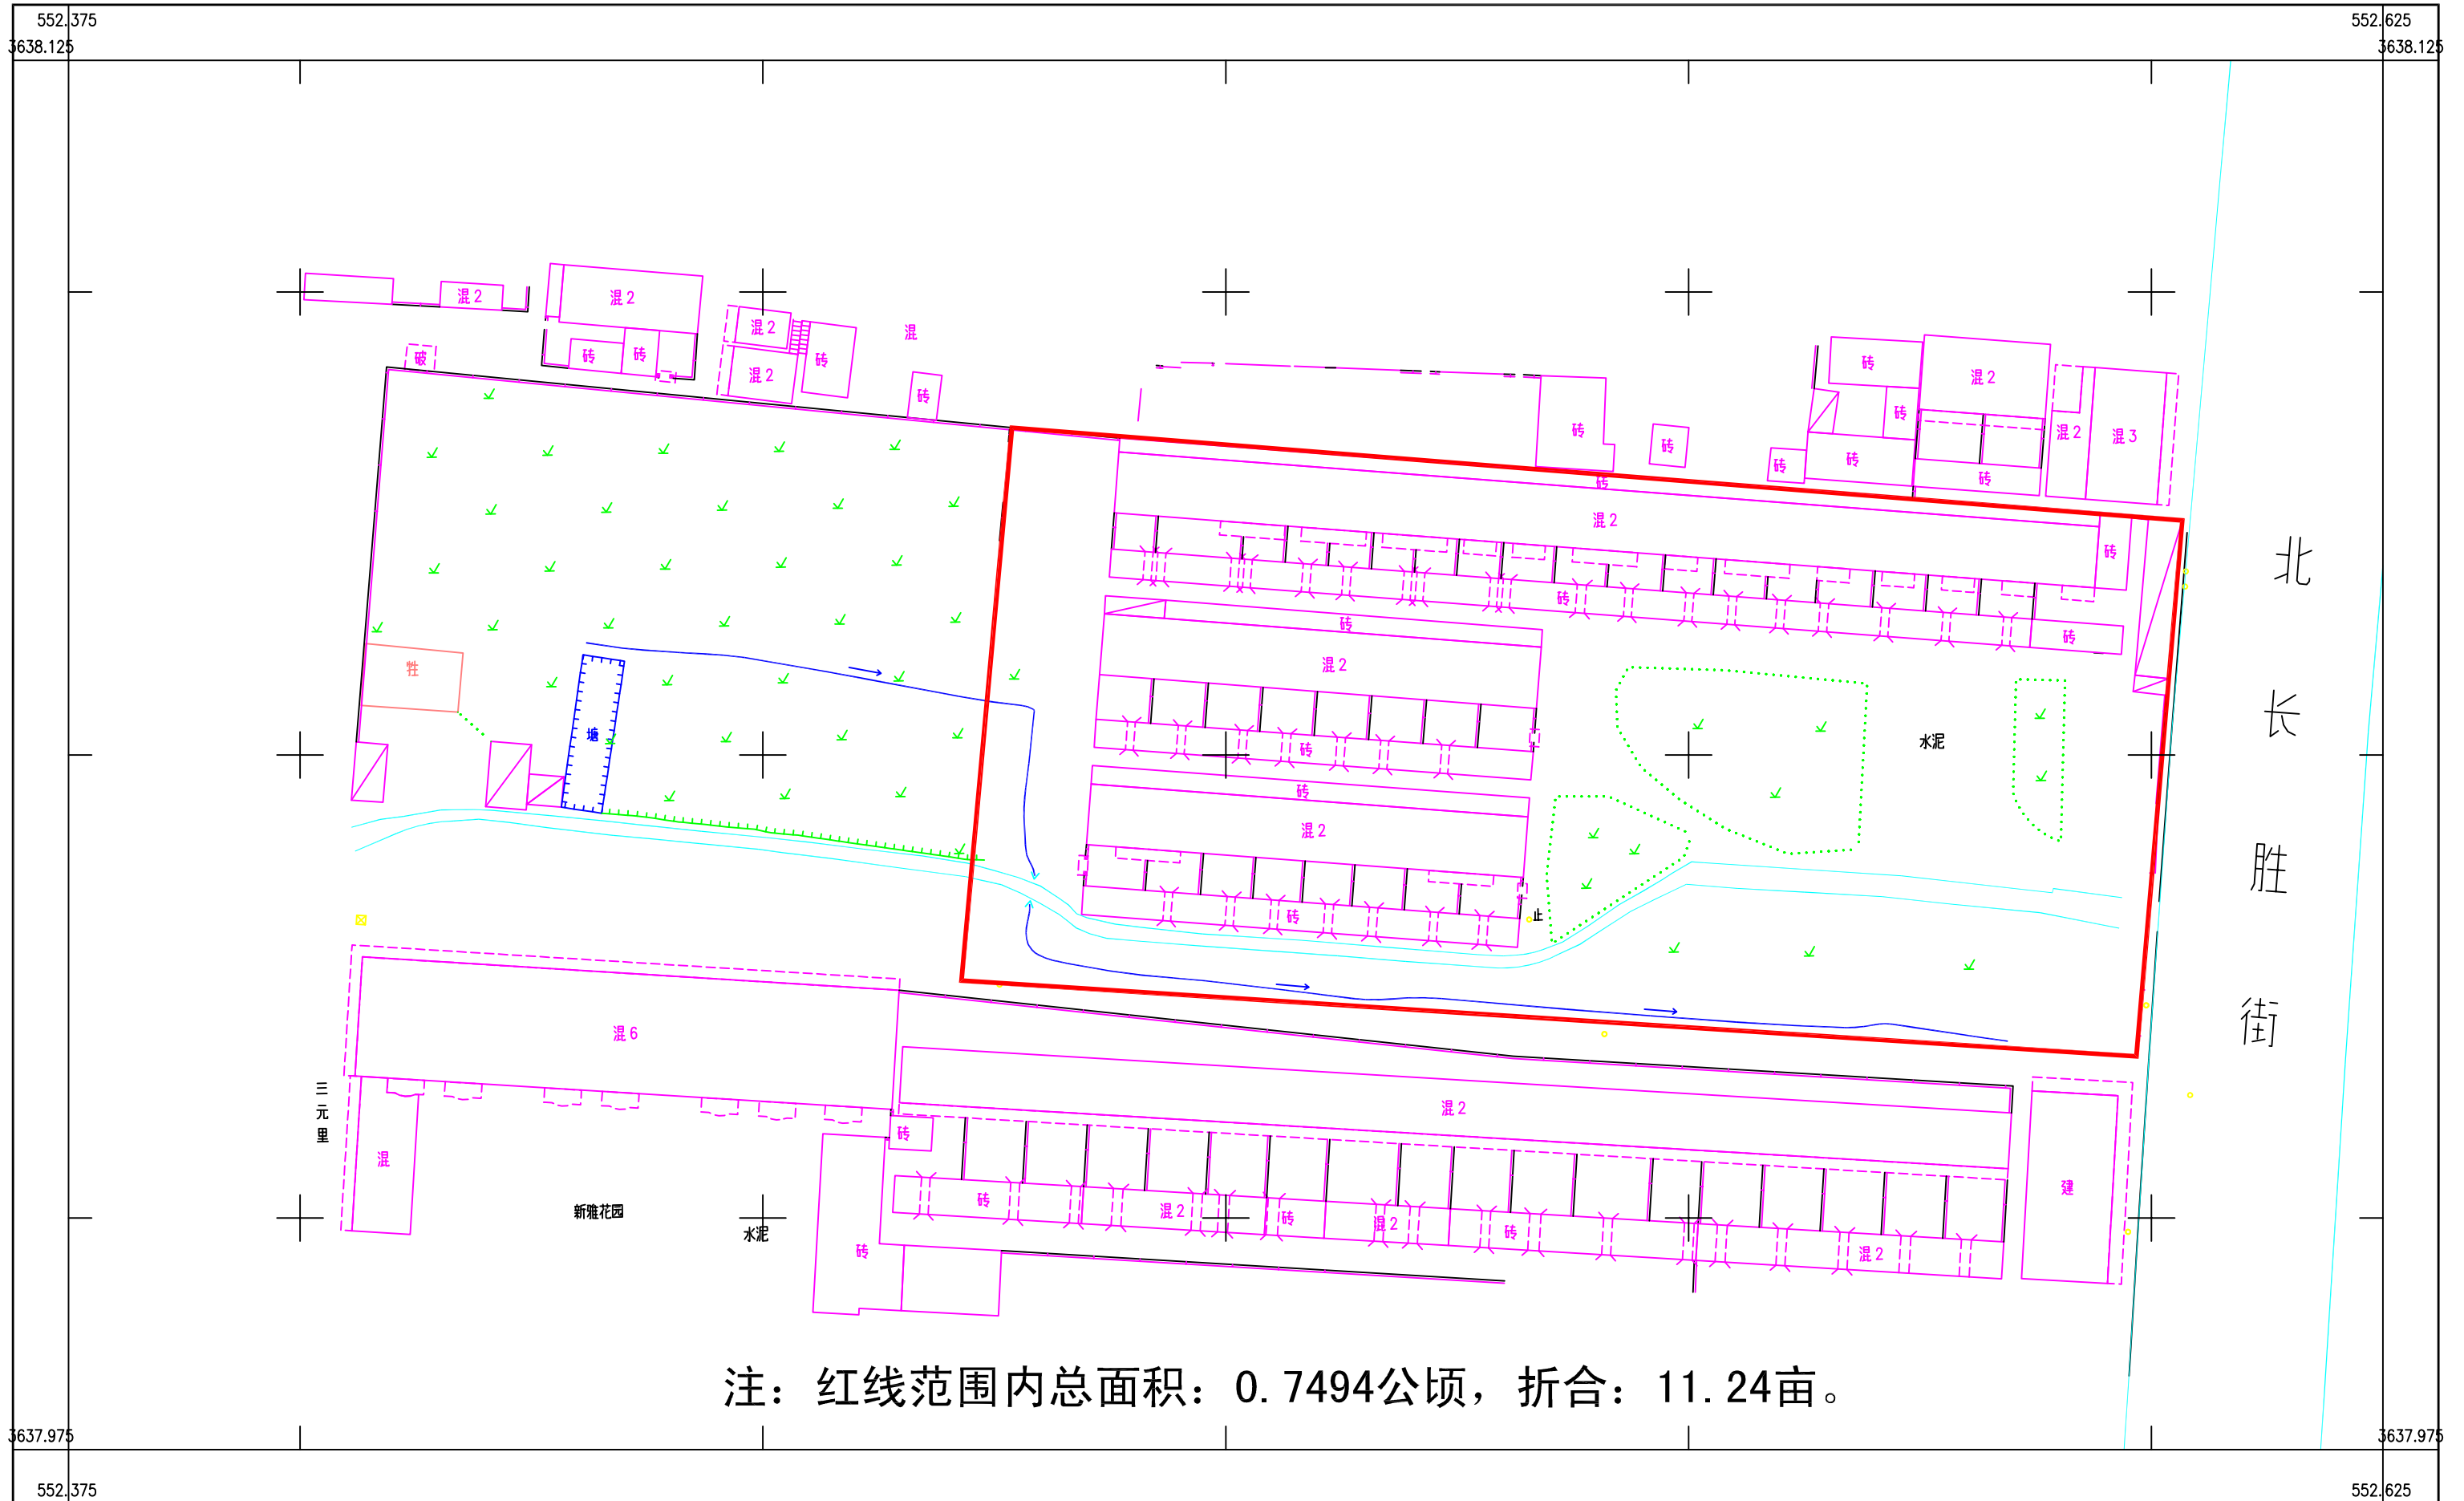 552.375
552.625
3638.125
3638.125
混2
混2
混2
混
破
砖
砖
混2
砖
砖
砖
混2
砖
砖
混2
混3
砖
砖
砖
砖
砖
砖
混2
砖
砖
砖
砖
混2
砖
牲
塘
水泥
砖
混2
砖
止
北
长
胜
街
混6
三
元
里
混
砖
混2
砖
混2
砖
混2
砖
混2
砖
建
新雅花园
水泥
注：红线范围内总面积：0.7494公顷，折合：11.24亩。
3637.975
3637.975
552.375
552.625